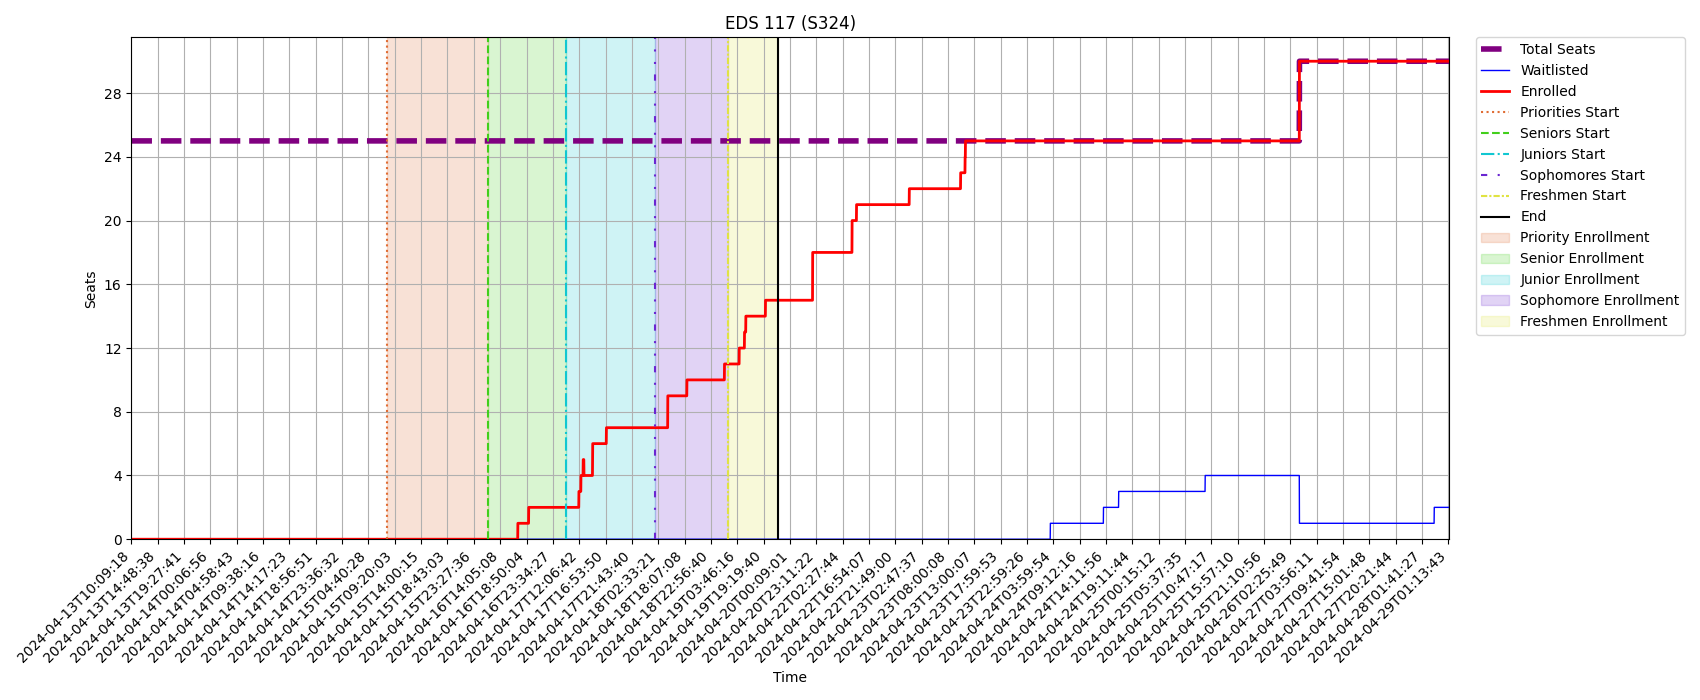 EDS 117 (S324)
Seats
28
24
20
16
12
8
4
0
2024-04-13T10:09:18
2024-04-13T14:48:38
2024-04-13T19:27:41
2024-04-14T00:06:56
2024-04-14T04:58:43
2024-04-14T09:38:16
2024-04-14T14:17:23
2024-04-14T18:56:51
2024-04-14T23:36:32
2024-04-15T04:40:28
2024-04-15T09:20:03
2024-04-15T14:00:15
2024-04-15T18:43:03
2024-04-15T23:27:36
2024-04-16T14:05:08
2024-04-16T18:50:04
2024-04-16T23:34:27
2024-04-17T12:06:42
2024-04-17T16:53:50
2024-04-17T21:43:40
2024-04-18T02:33:21
2024-04-18T18:07:08
2024-04-18T22:56:40
2024-04-19T03:46:16
2024-04-19T19:19:40
2024-04-20T00:09:01
2024-04-20T23:11:22
2024-04-22T02:27:44
2024-04-22T16:54:07
2024-04-22T21:49:00
2024-04-23T02:47:37
2024-04-23T08:00:08
2024-04-23T13:00:07
2024-04-23T17:59:53
2024-04-23T22:59:26
2024-04-24T03:59:54
2024-04-24T09:12:16
2024-04-24T14:11:56
2024-04-24T19:11:44
2024-04-25T00:15:12
2024-04-25T05:37:35
2024-04-25T10:47:17
2024-04-25T15:57:10
2024-04-25T21:10:56
2024-04-26T02:25:49
2024-04-27T03:56:11
2024-04-27T09:41:54
2024-04-27T15:01:48
2024-04-27T20:21:44
2024-04-28T01:41:27
2024-04-29T01:13:43
Time
Total Seats
Waitlisted
Enrolled
Priorities Start
Seniors Start
Juniors Start
Sophomores Start
Freshmen Start
End
Priority Enrollment
Senior Enrollment
Junior Enrollment
Sophomore Enrollment
Freshmen Enrollment